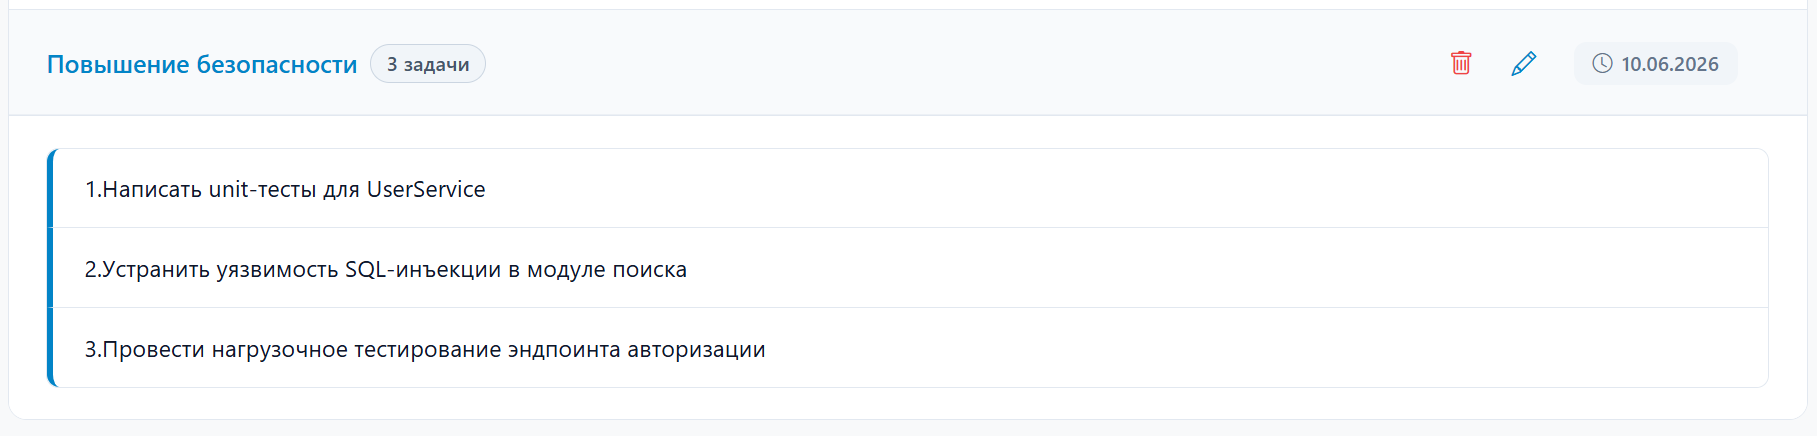 Повышение безопасности 3 задачи 10.06.2026
1.Написать unit-тесты для UserService
2.Устранить уязвимость SQL-инъекции в модуле поиска
3.Провести нагрузочное тестирование эндпоинта авторизации